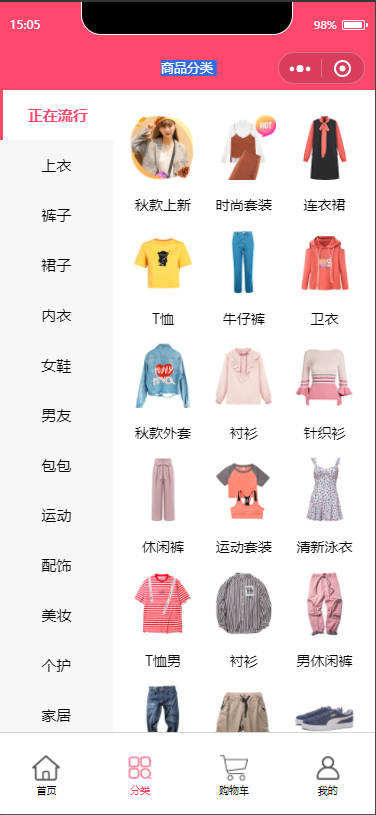 15:05
98%
商品分类
正在流行
上衣
裤子
裙子
内衣
女鞋
男友
包包
运动
配饰
美妆
个护
家居
HOT
秋款上新
时尚套装
连衣裙
T恤
牛仔裤
卫衣
秋款外套
衬衫
针织衫
休闲裤
运动套装
清新泳衣
T恤男
衬衫
男休闲裤
首页
分类
购物车
我的